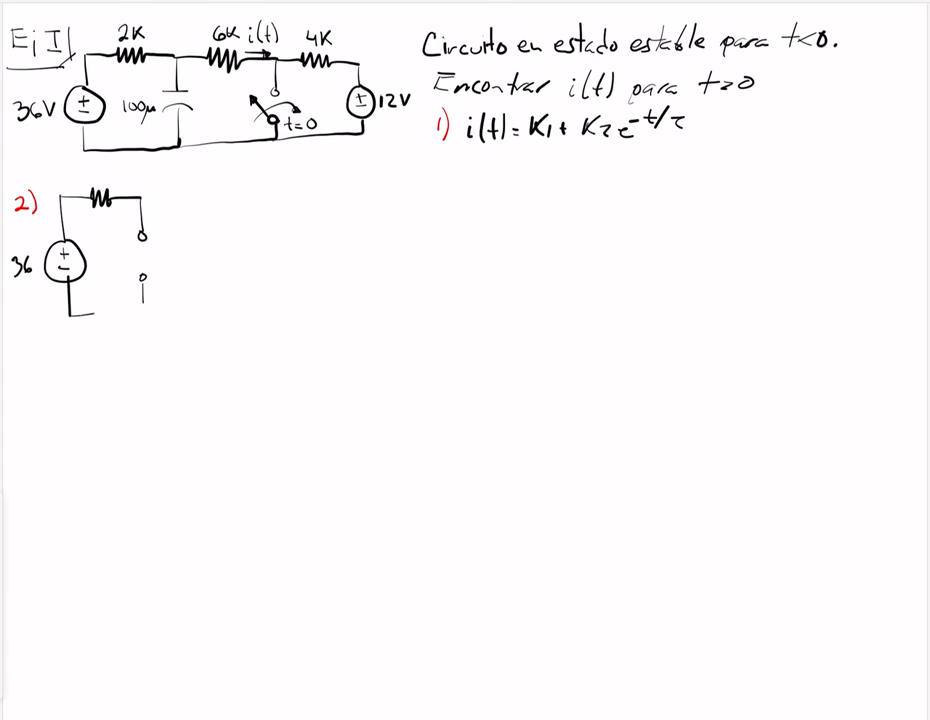 Ej I
2K 6K i(t) 4K
36V 100μ t=0 12V
Circuito en estado estable para t<0.
Encontrar i(t) para t>0
1) i(t) = K1 + K2 e^-t/τ
2)
36